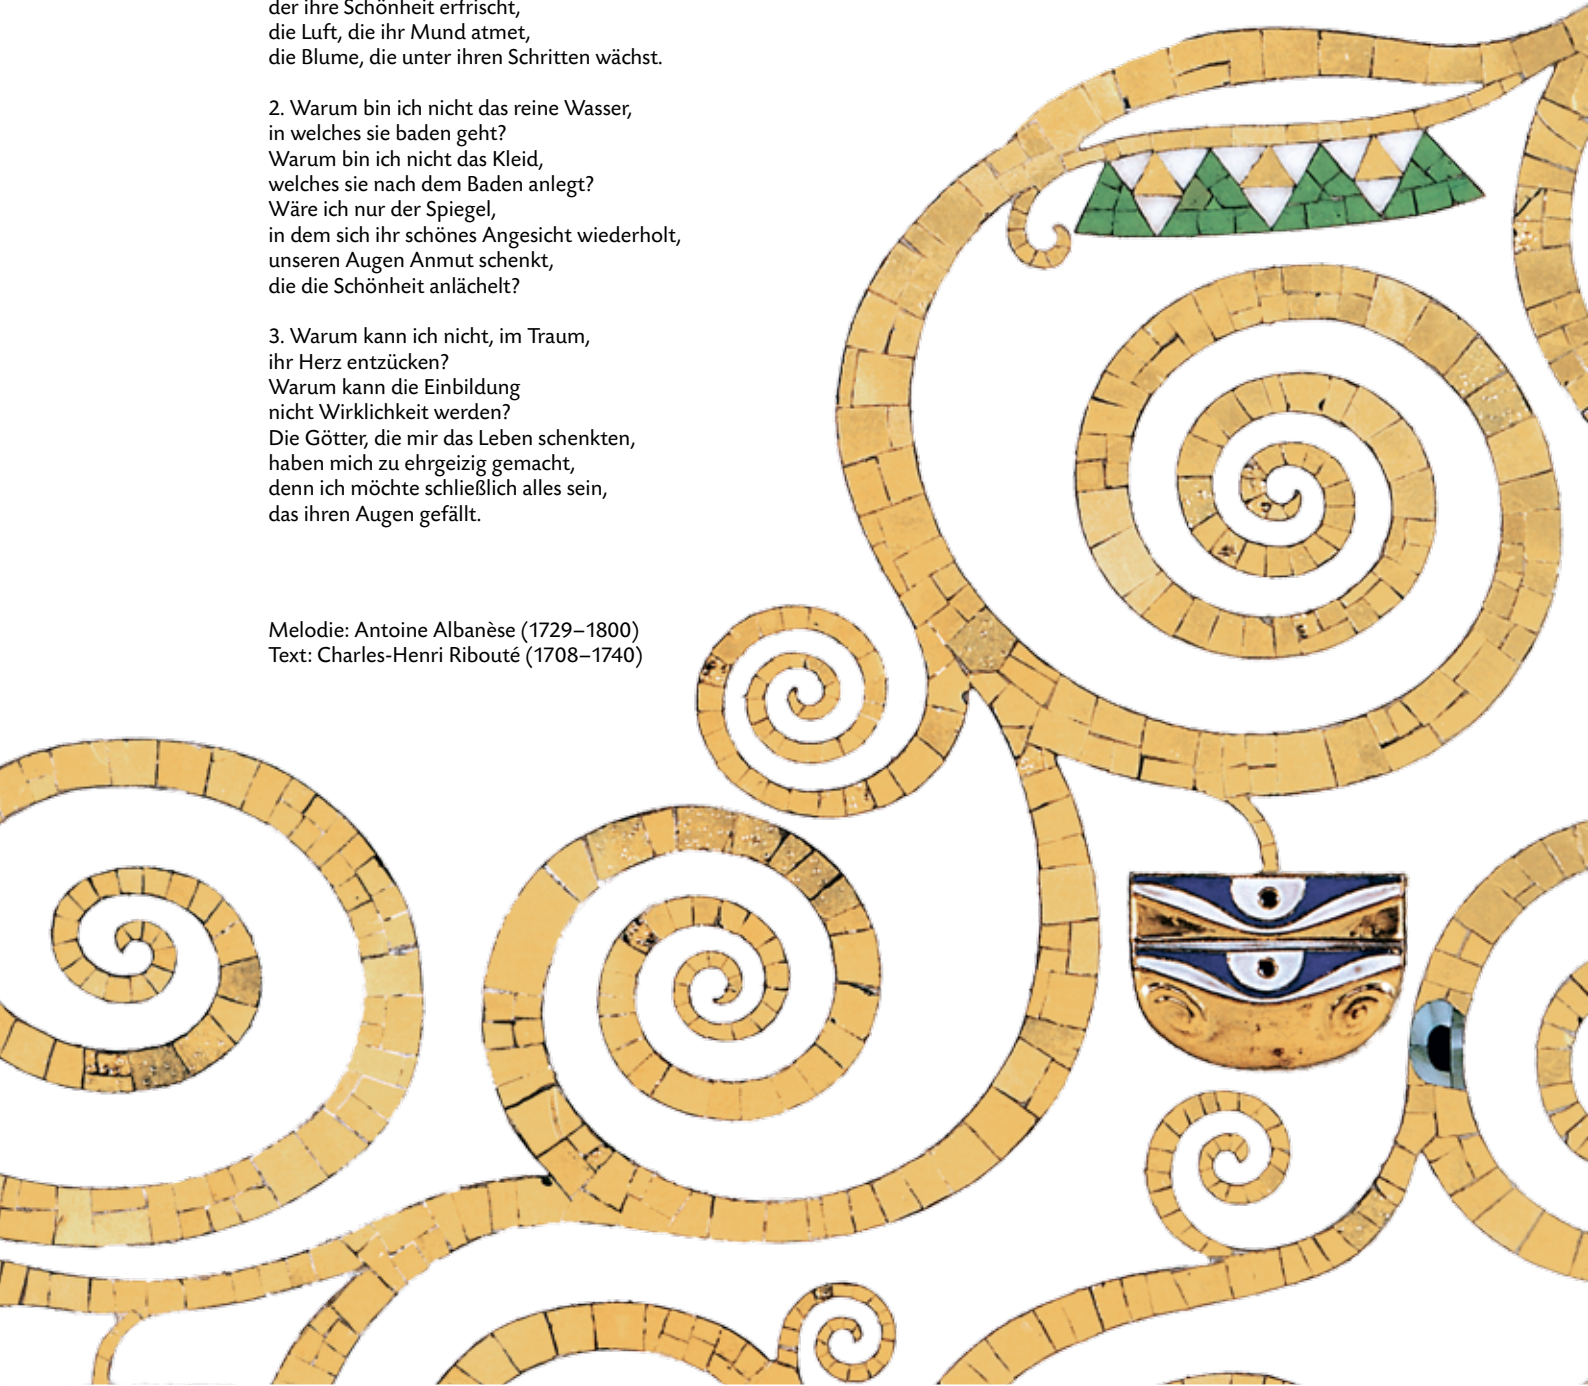 der ihre Schönheit erfrischt,
die Luft, die ihr Mund atmet,
die Blume, die unter ihren Schritten wächst.
2. Warum bin ich nicht das reine Wasser,
in welches sie baden geht?
Warum bin ich nicht das Kleid,
welches sie nach dem Baden anlegt?
Wäre ich nur der Spiegel,
in dem sich ihr schönes Angesicht wiederholt,
unseren Augen Anmut schenkt,
die die Schönheit anlächelt?
3. Warum kann ich nicht, im Traum,
ihr Herz entzücken?
Warum kann die Einbildung
nicht Wirklichkeit werden?
Die Götter, die mir das Leben schenkten,
haben mich zu ehrgeizig gemacht,
denn ich möchte schließlich alles sein,
das ihren Augen gefällt.
Melodie: Antoine Albanèse (1729–1800)
Text: Charles-Henri Ribouté (1708–1740)